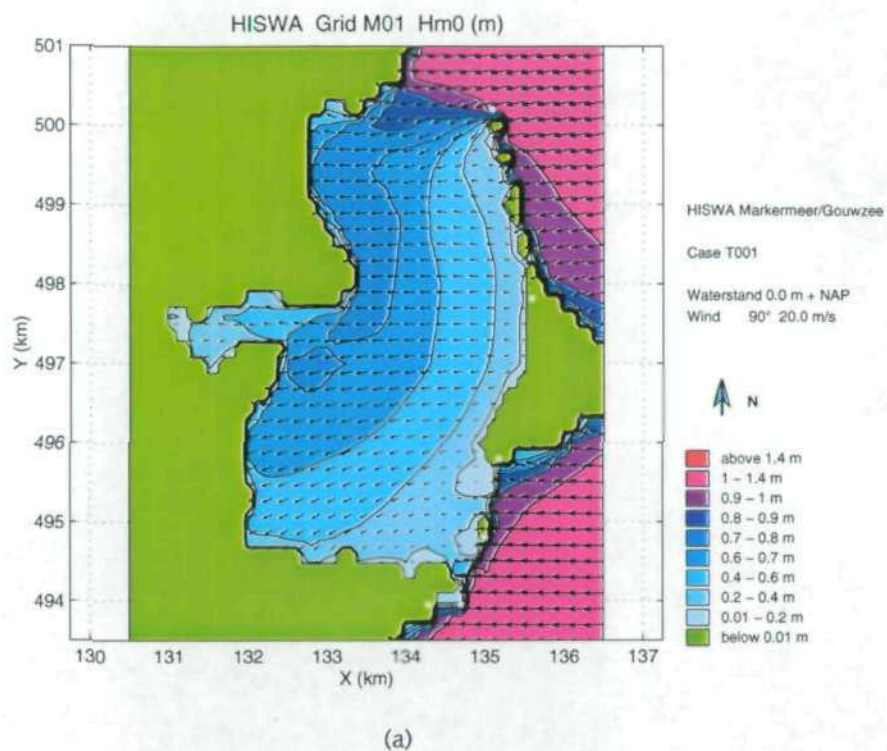 HISWA Grid M01 Hm0 (m)
501
500
499
498
497
496
495
494
Y (km)
130
131
132
133
134
135
136
137
X (km)
HISWA Markermeer/Gouwzee
Case T001
Waterstand 0.0 m + NAP
Wind 90° 20.0 m/s
N
above 1.4 m
1 – 1.4 m
0.9 – 1 m
0.8 – 0.9 m
0.7 – 0.8 m
0.6 – 0.7 m
0.4 – 0.6 m
0.2 – 0.4 m
0.01 – 0.2 m
below 0.01 m
(a)